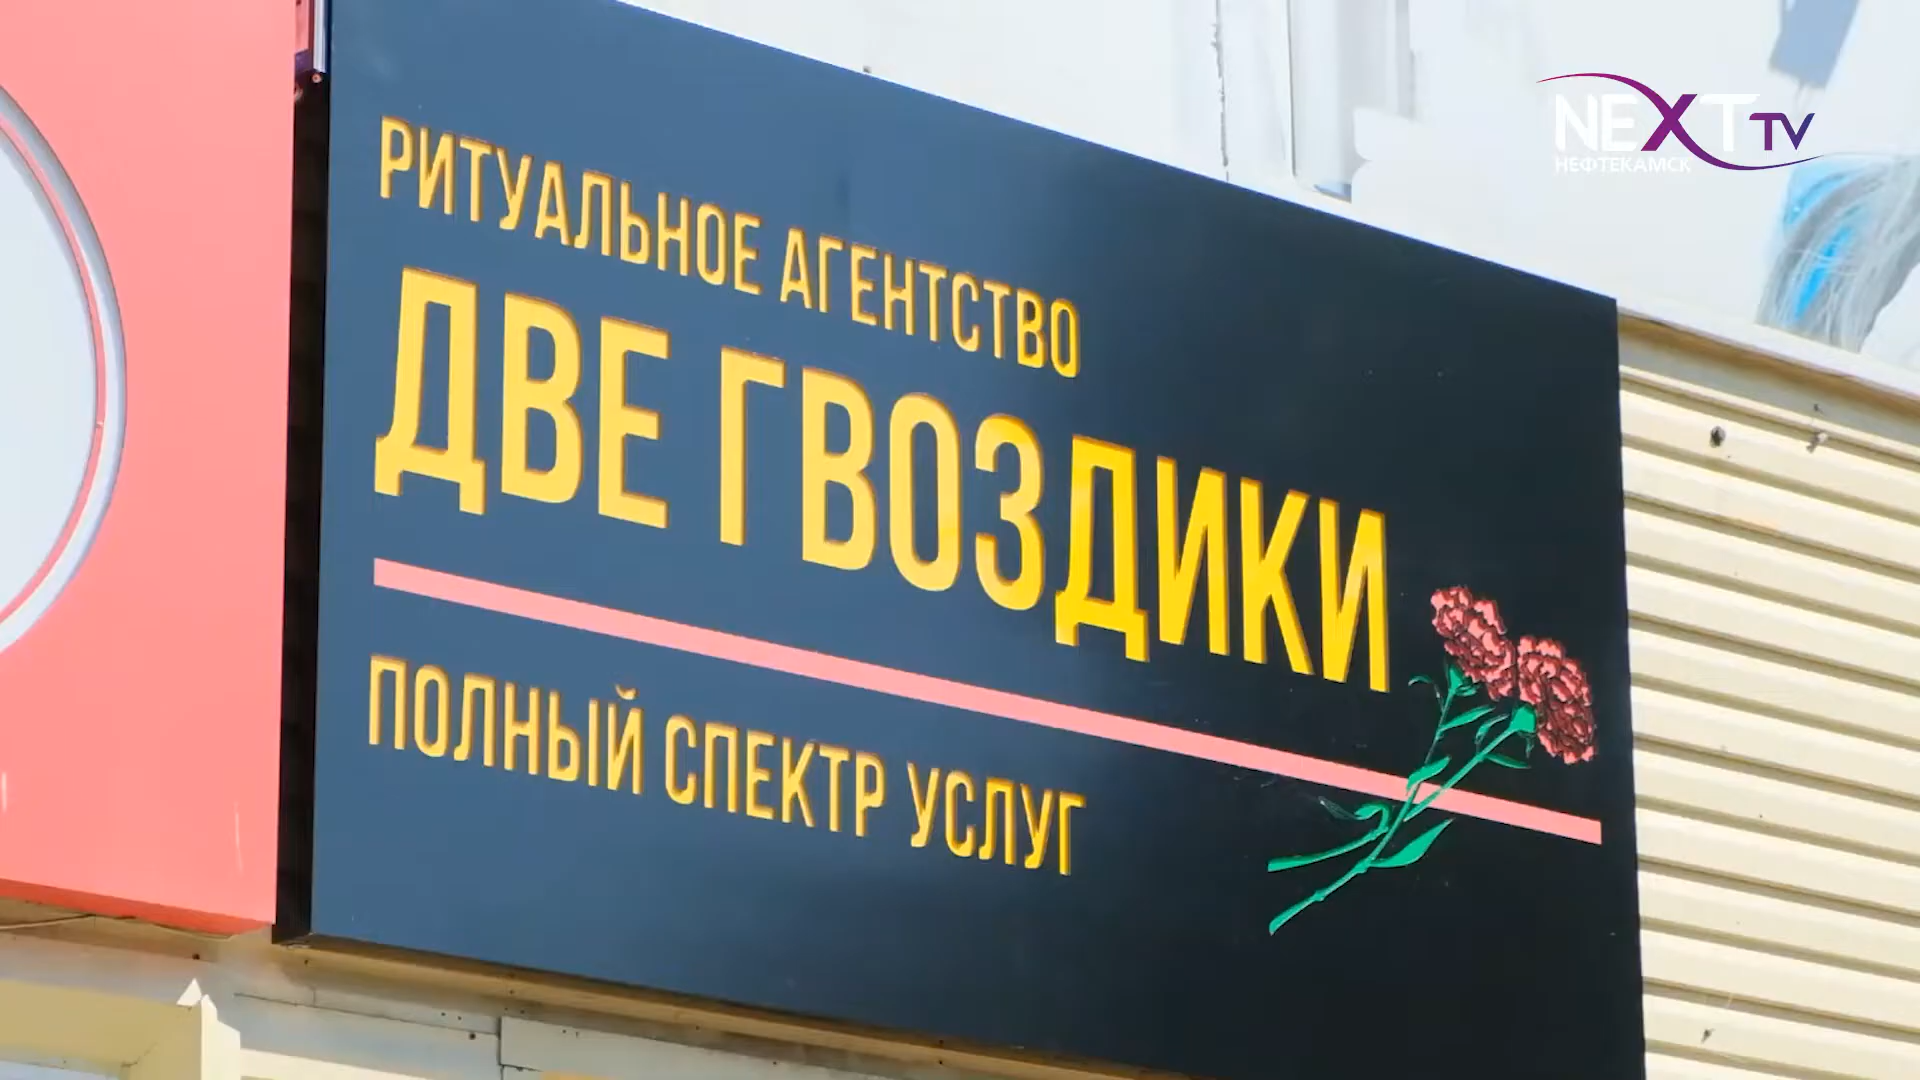 NEXT TV
НЕФТЕКАМСК
РИТУАЛЬНОЕ АГЕНТСТВО
ДВЕ ГВОЗДИКИ
ПОЛНЫЙ СПЕКТР УСЛУГ